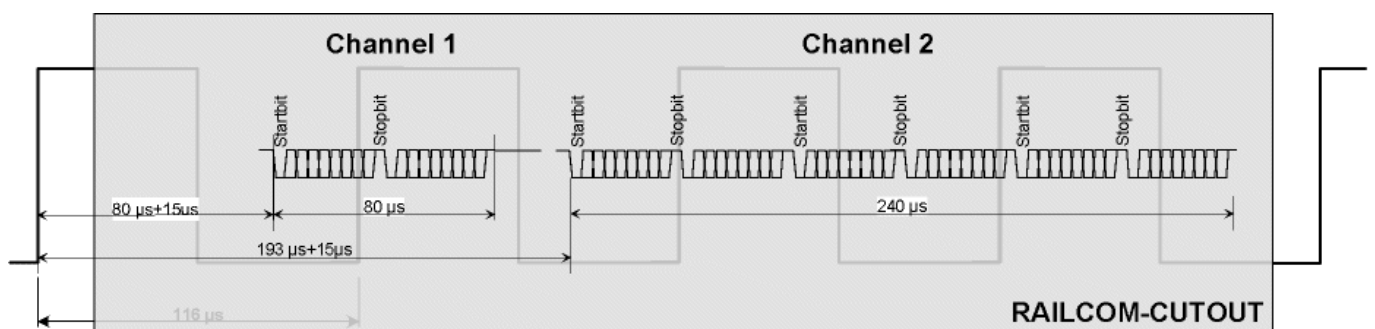 Channel 1
Channel 2
Startbit
Stopbit
Startbit
Stopbit
Startbit
Stopbit
Startbit
Stopbit
80 µs+15us
80 µs
240 µs
193 µs+15µs
116 µs
RAILCOM-CUTOUT